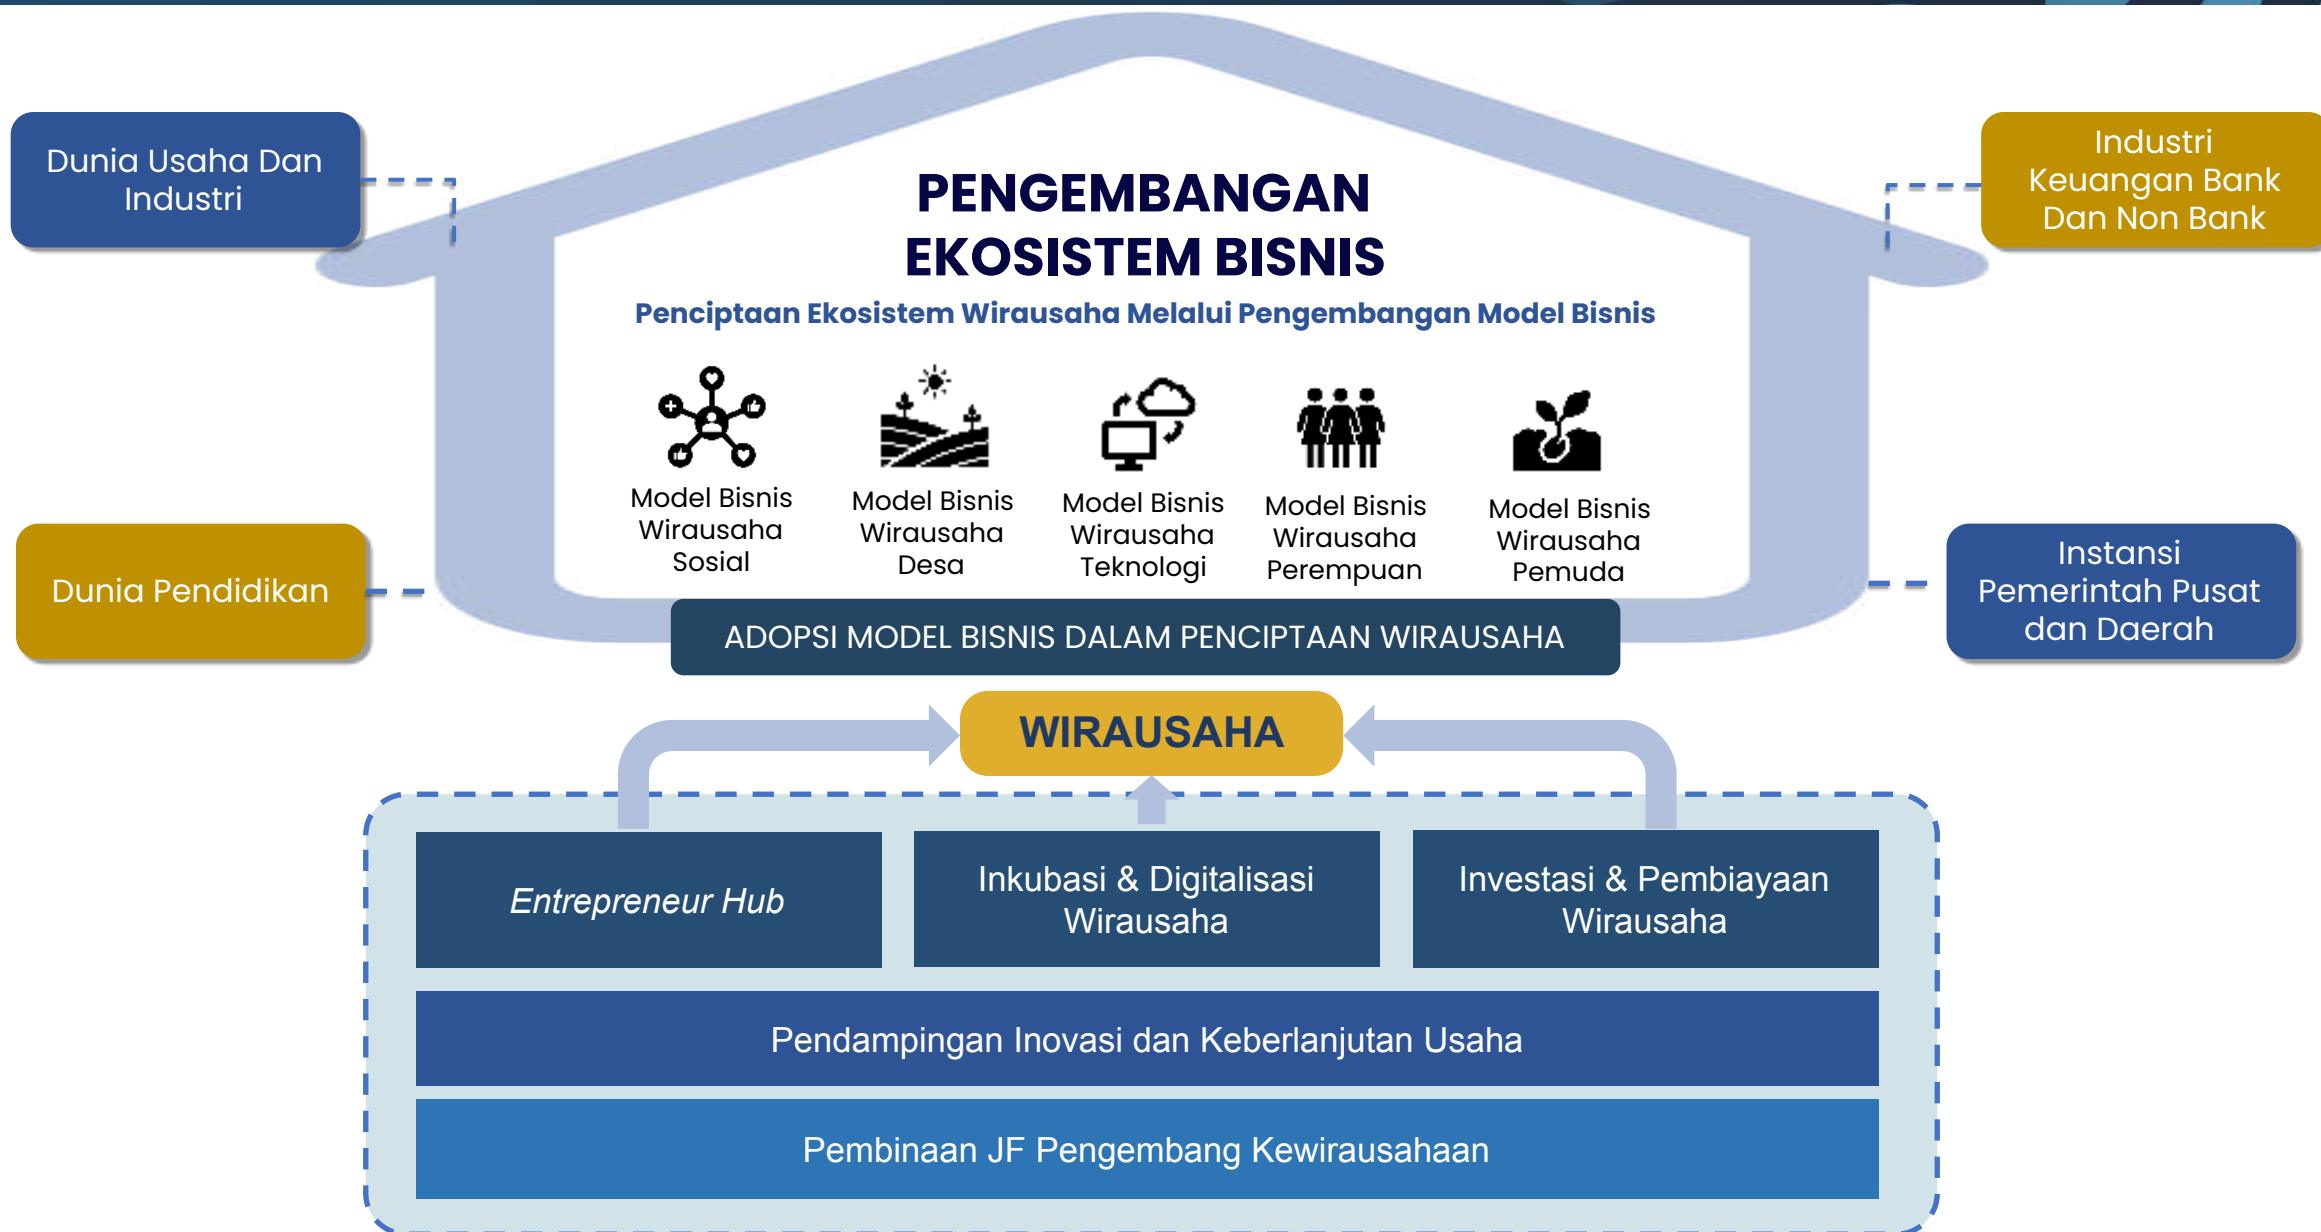 Dunia Usaha Dan
Industri
Industri
Keuangan Bank
Dan Non Bank
PENGEMBANGAN
EKOSISTEM BISNIS
Penciptaan Ekosistem Wirausaha Melalui Pengembangan Model Bisnis
Model Bisnis
Wirausaha
Sosial
Model Bisnis
Wirausaha
Desa
Model Bisnis
Wirausaha
Teknologi
Model Bisnis
Wirausaha
Perempuan
Model Bisnis
Wirausaha
Pemuda
Dunia Pendidikan
Instansi
Pemerintah Pusat
dan Daerah
ADOPSI MODEL BISNIS DALAM PENCIPTAAN WIRAUSAHA
WIRAUSAHA
Entrepreneur Hub
Inkubasi & Digitalisasi
Wirausaha
Investasi & Pembiayaan
Wirausaha
Pendampingan Inovasi dan Keberlanjutan Usaha
Pembinaan JF Pengembang Kewirausahaan